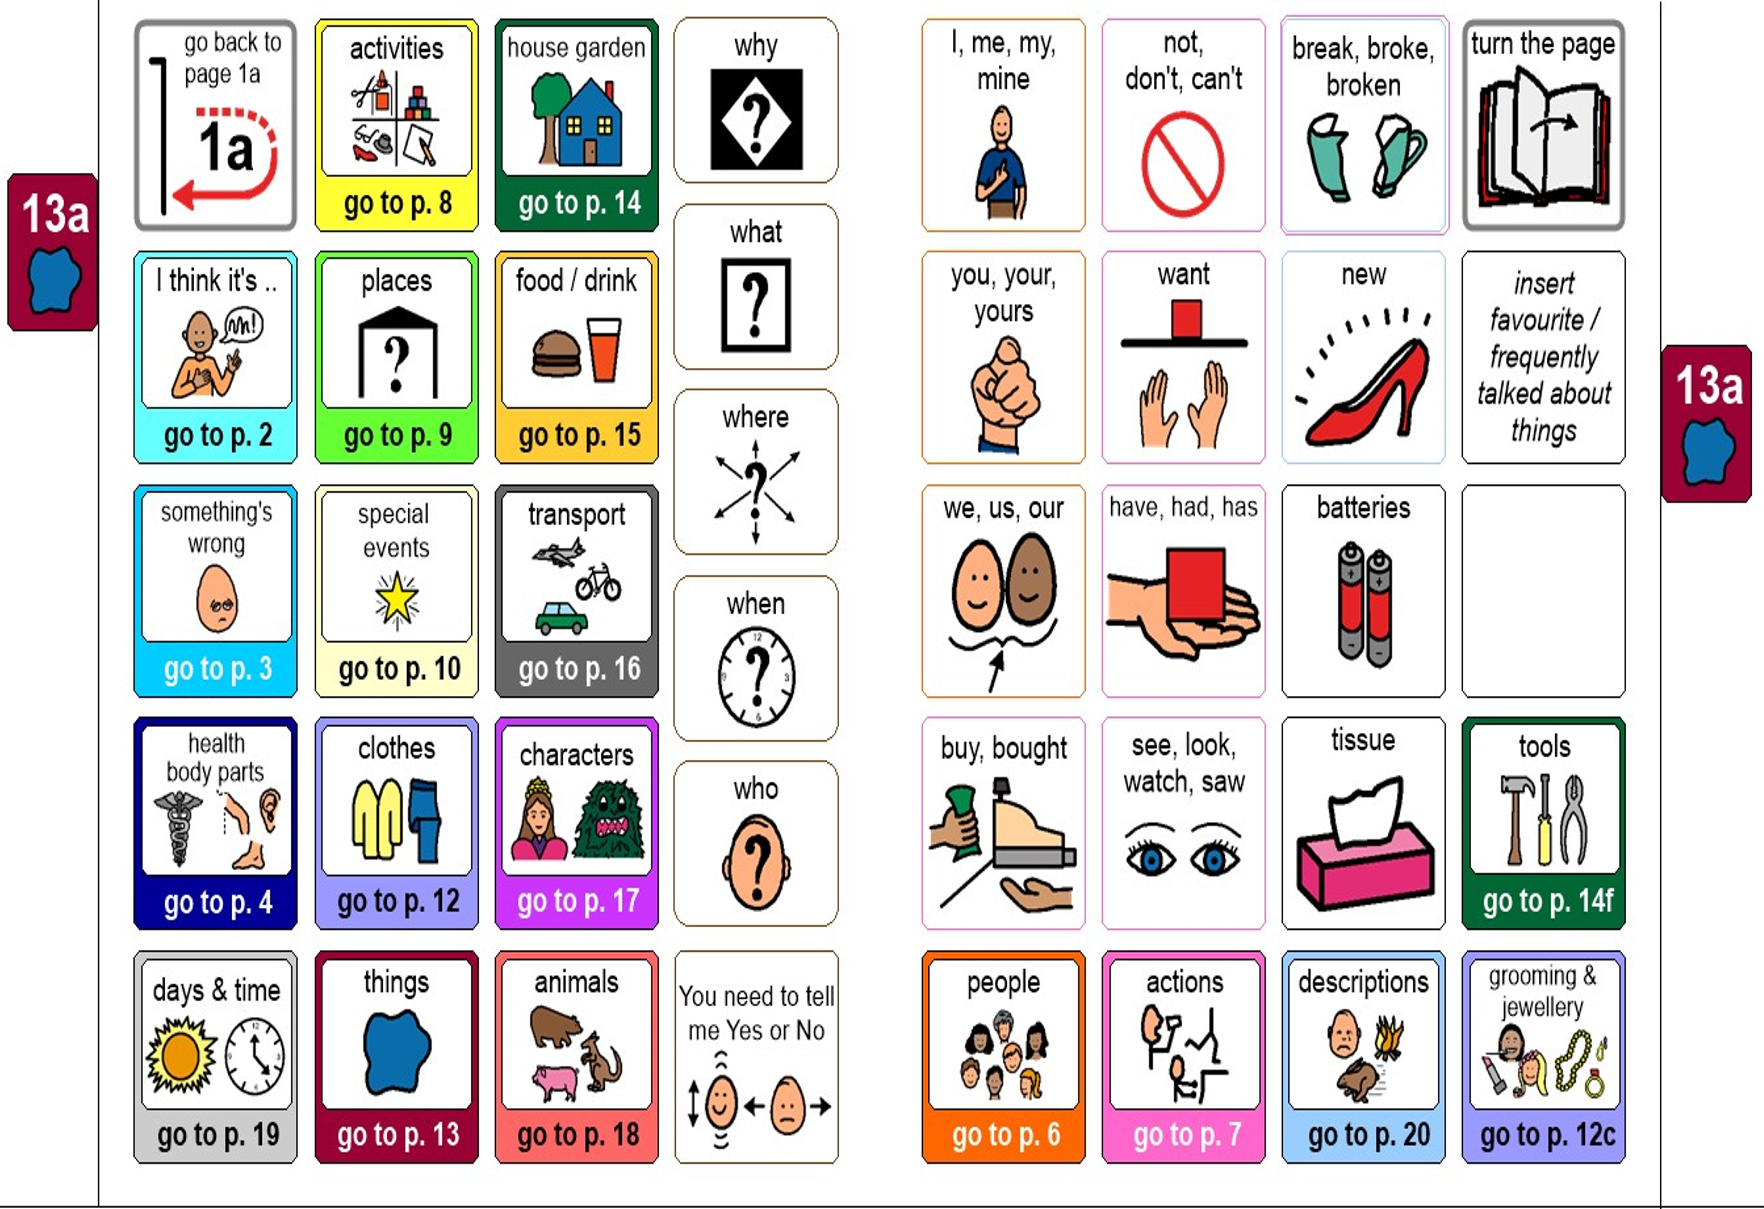 13a
go back to
page 1a
1a
activities
go to p. 8
house garden
go to p. 14
why
I think it's ..
go to p. 2
places
go to p. 9
food / drink
go to p. 15
what
something's
wrong
go to p. 3
special
events
go to p. 10
transport
go to p. 16
where
health
body parts
go to p. 4
clothes
go to p. 12
characters
go to p. 17
when
who
days & time
go to p. 19
things
go to p. 13
animals
go to p. 18
You need to tell
me Yes or No
I, me, my,
mine
not,
don't, can't
break, broke,
broken
turn the page
you, your,
yours
want
new
insert
favourite /
frequently
talked about
things
we, us, our
have, had, has
batteries
buy, bought
see, look,
watch, saw
tissue
tools
go to p. 14f
people
go to p. 6
actions
go to p. 7
descriptions
go to p. 20
grooming &
jewellery
go to p. 12c
13a